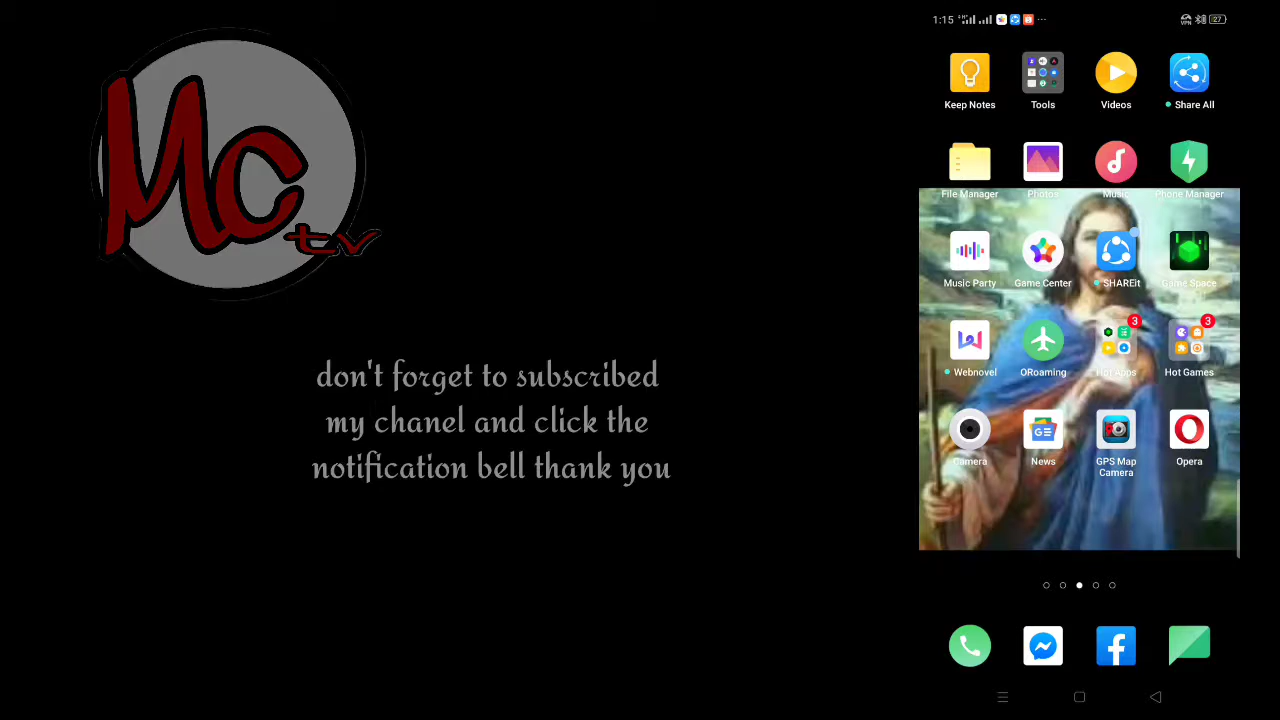 Mc
tv
don't forget to subscribed
my chanel and click the
notification bell thank you
1:15
VPN
27
Keep Notes
Tools
Videos
Share All
File Manager
Photos
Music
Phone Manager
Music Party
Game Center
SHAREit
Game Space
3
3
Webnovel
ORoaming
Hot Apps
Hot Games
Camera
News
GPS Map
Camera
Opera